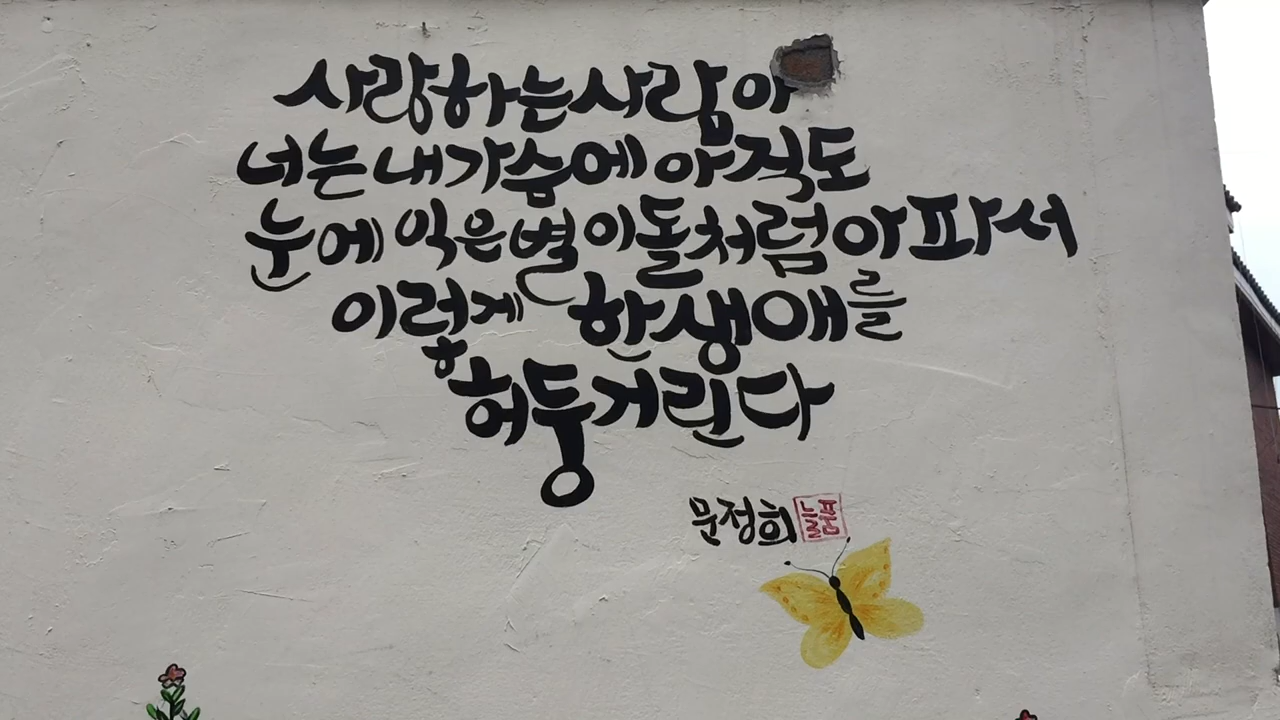 사랑하는 사람아
너는 내 가슴에 아직도
눈에 익은 별이돌처럼 아파서
이렇게 한생애를
허둥거린다
문정희